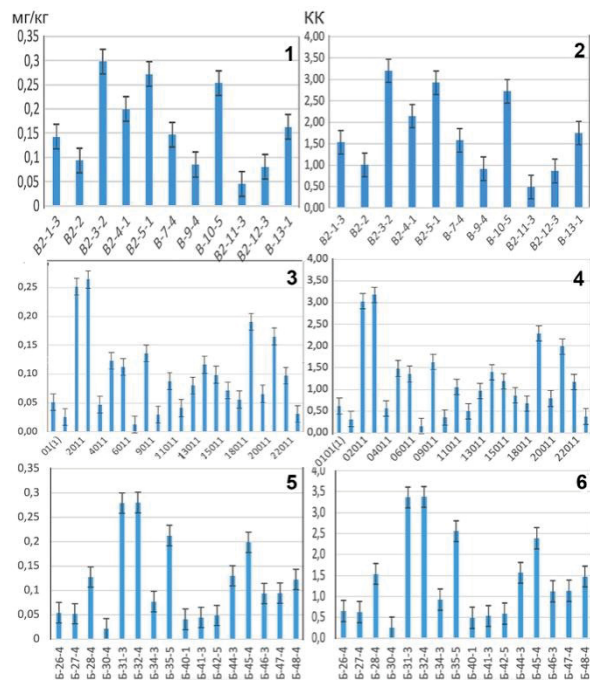 мг/кг
КК
1
0,35
0,3
0,25
0,2
0,15
0,1
0,05
0
B2-1-3
B2-2
B2-3-2
B2-4-1
B2-5-1
B-7-4
B-9-4
B-10-5
B2-11-3
B2-12-3
B-13-1
2
4,00
3,50
3,00
2,50
2,00
1,50
1,00
0,50
0,00
B2-1-3
B2-2
B2-3-2
B2-4-1
B2-5-1
B-7-4
B-9-4
B-10-5
B2-11-3
B2-12-3
B-13-1
3
0,25
0,20
0,15
0,10
0,05
0,00
01(1)
2011
4011
6011
9011
11011
13011
15011
18011
20011
22011
4
4,00
3,50
3,00
2,50
2,00
1,50
1,00
0,50
0,00
0101(1)
02011
04011
06011
09011
11011
13011
15011
18011
20011
22011
5
0,35
0,3
0,25
0,2
0,15
0,1
0,05
0
Б-26-4
Б-27-4
Б-28-4
Б-30-4
Б-31-3
Б-32-4
Б-34-3
Б-35-5
Б-40-1
Б-41-3
Б-42-5
Б-44-3
Б-45-4
Б-46-3
Б-47-4
Б-48-4
6
4,0
3,5
3,0
2,5
2,0
1,5
1,0
0,5
0,0
Б-26-4
Б-27-4
Б-28-4
Б-30-4
Б-31-3
Б-32-4
Б-34-3
Б-35-5
Б-40-1
Б-41-3
Б-42-5
Б-44-3
Б-45-4
Б-46-3
Б-47-4
Б-48-4